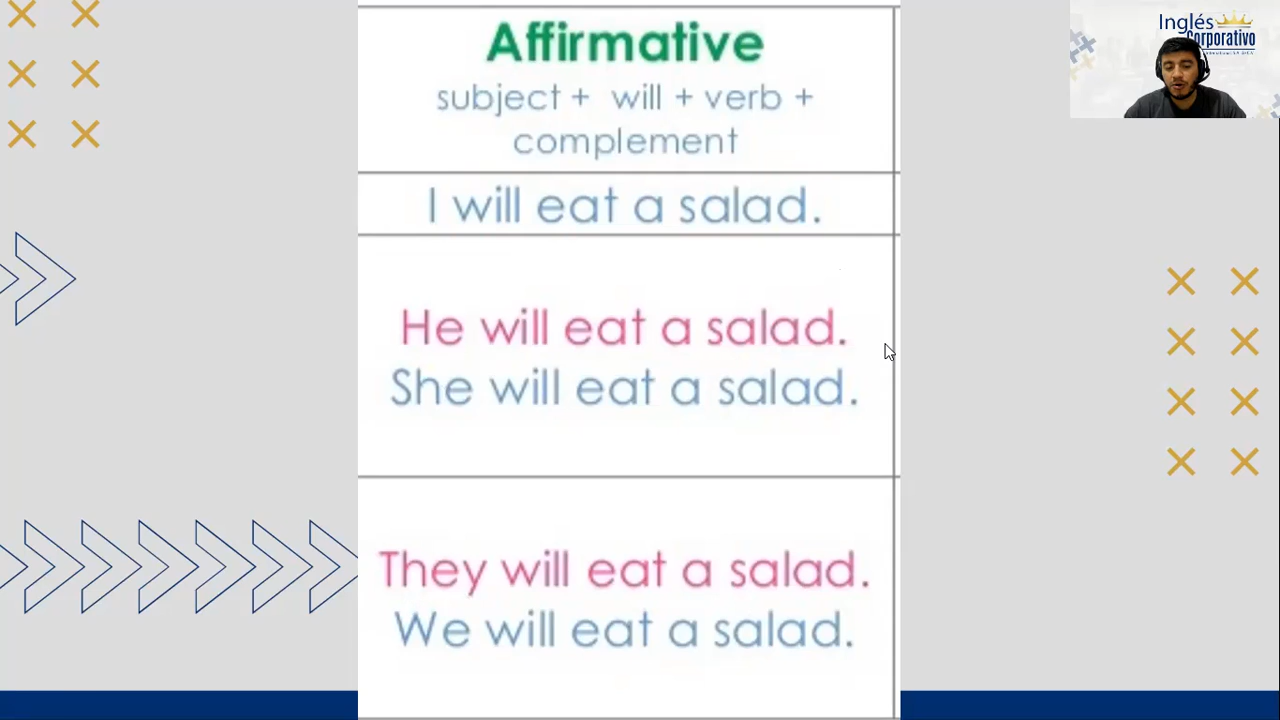 Affirmative
subject + will + verb +
complement
I will eat a salad.
He will eat a salad.
She will eat a salad.
They will eat a salad.
We will eat a salad.
Inglés
Corporativo